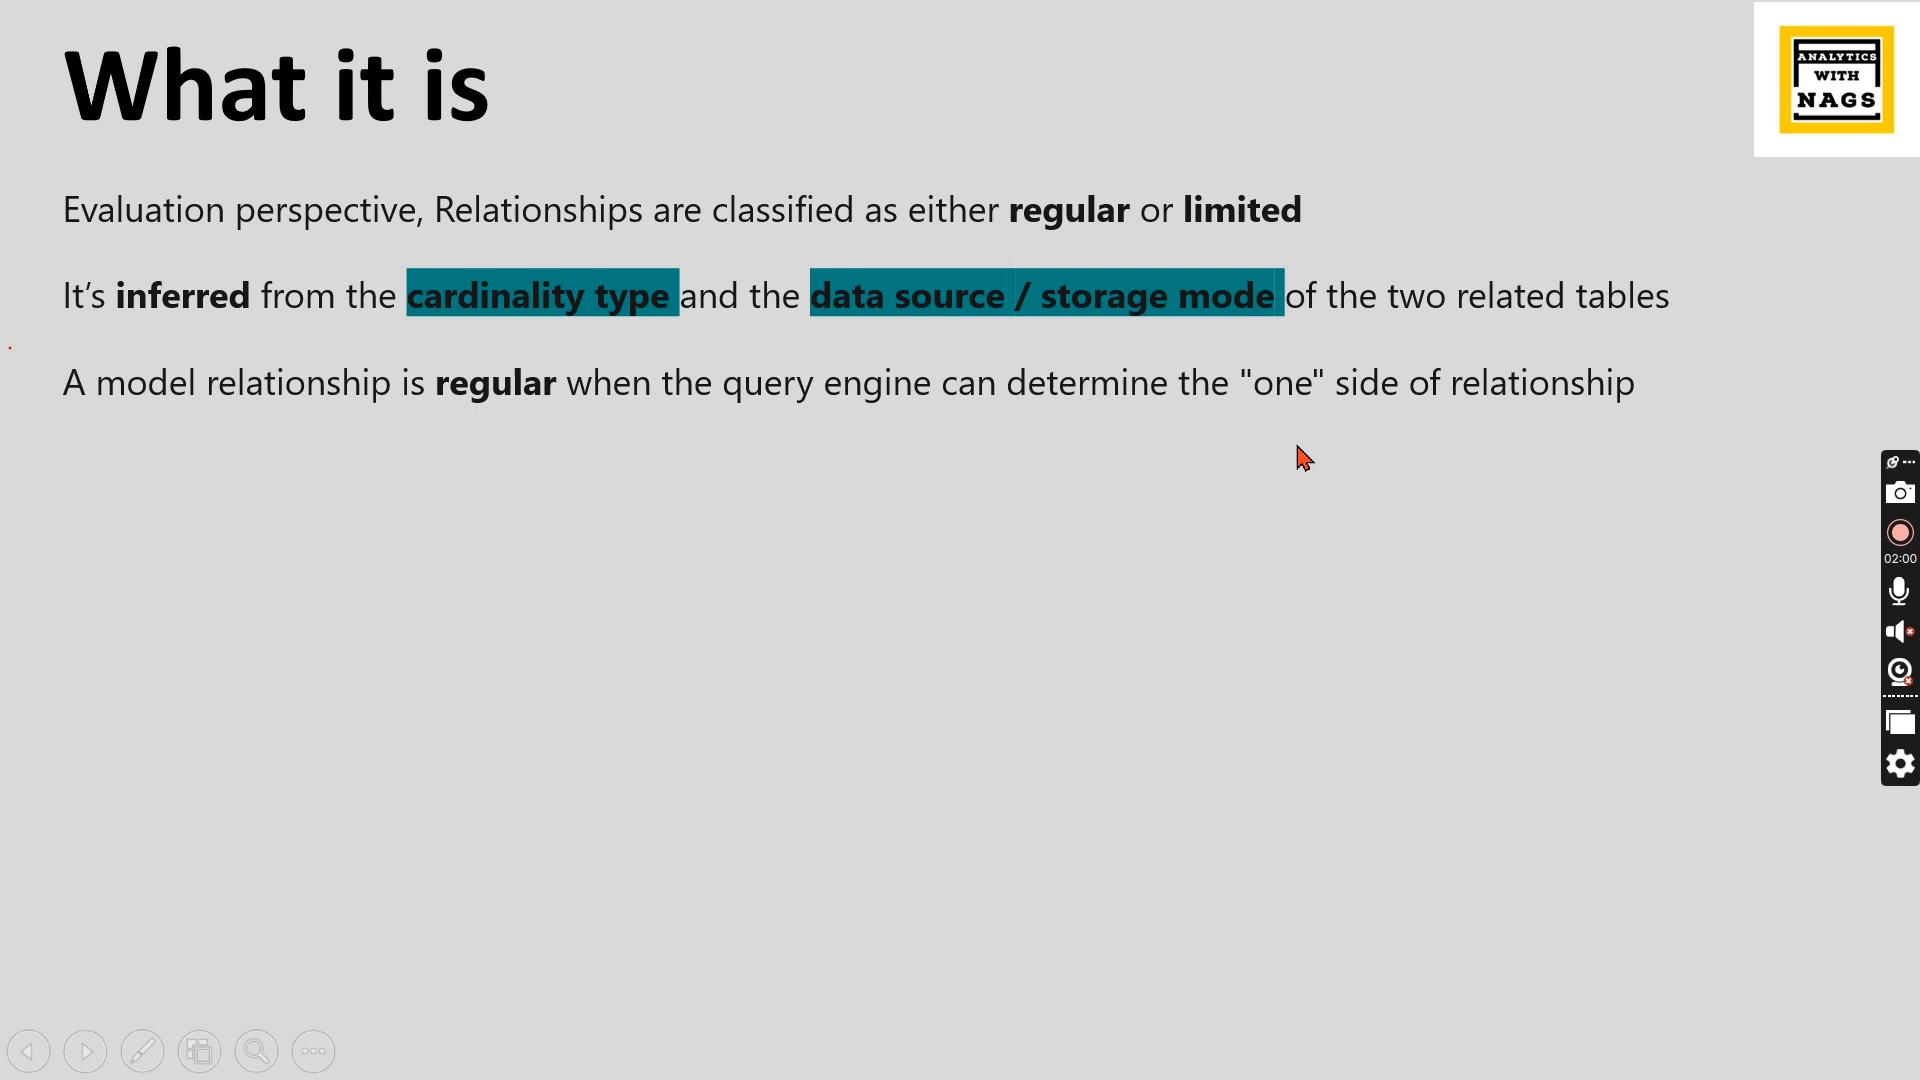 What it is
ANALYTICS
WITH
NAGS
Evaluation perspective, Relationships are classified as either regular or limited
It’s inferred from the cardinality type and the data source / storage mode of the two related tables
A model relationship is regular when the query engine can determine the "one" side of relationship
02:00